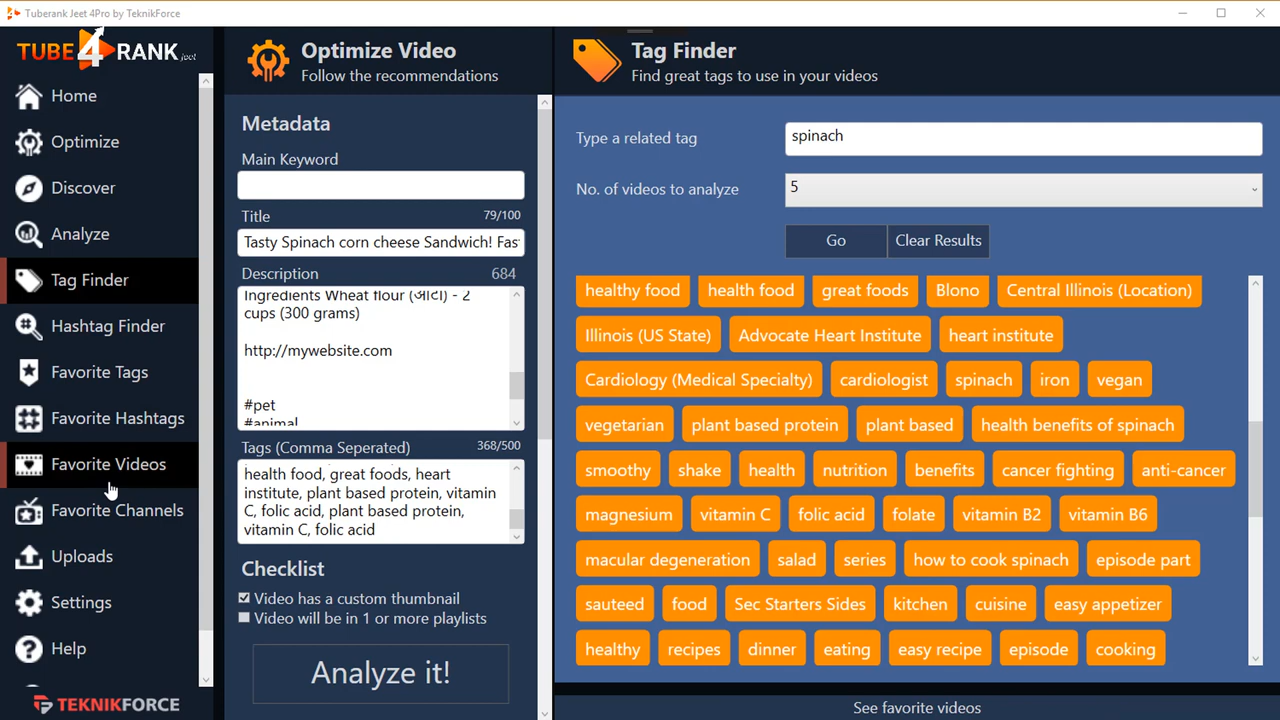 Tuberank Jeet 4Pro by TeknikForce
TUBE 4 RANK jeet
Home
Optimize
Discover
Analyze
Tag Finder
Hashtag Finder
Favorite Tags
Favorite Hashtags
Favorite Videos
Favorite Channels
Uploads
Settings
Help
TEKNIKFORCE
Optimize Video
Follow the recommendations
Metadata
Main Keyword
Title 79/100
Tasty Spinach corn cheese Sandwich! Fas
Description 684
Ingredients Wheat flour (आटा) - 2
cups (300 grams)
http://mywebsite.com
#pet
#animal
Tags (Comma Seperated) 368/500
health food, great foods, heart
institute, plant based protein, vitamin
C, folic acid, plant based protein,
vitamin C, folic acid
Checklist
Video has a custom thumbnail
Video will be in 1 or more playlists
Analyze it!
Tag Finder
Find great tags to use in your videos
Type a related tag spinach
No. of videos to analyze 5
Go Clear Results
healthy food health food great foods Blono Central Illinois (Location)
Illinois (US State) Advocate Heart Institute heart institute
Cardiology (Medical Specialty) cardiologist spinach iron vegan
vegetarian plant based protein plant based health benefits of spinach
smoothy shake health nutrition benefits cancer fighting anti-cancer
magnesium vitamin C folic acid folate vitamin B2 vitamin B6
macular degeneration salad series how to cook spinach episode part
sauteed food Sec Starters Sides kitchen cuisine easy appetizer
healthy recipes dinner eating easy recipe episode cooking
See favorite videos